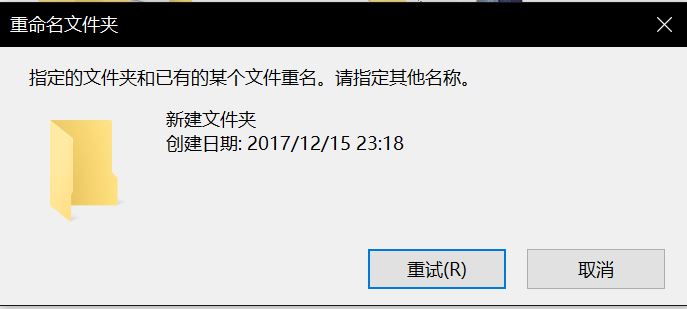 重命名文件夹
指定的文件夹和已有的某个文件重名。请指定其他名称。
新建文件夹
创建日期: 2017/12/15 23:18
重试(R)
取消